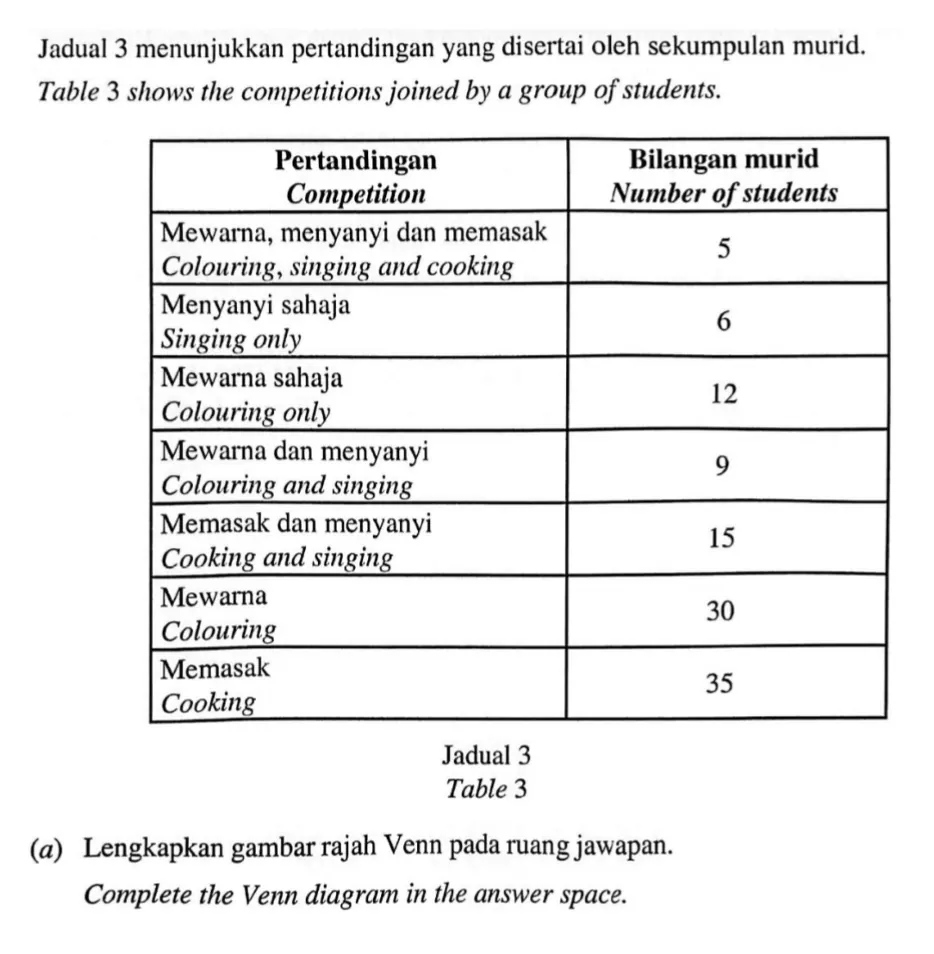 Jadual 3 menunjukkan pertandingan yang disertai oleh sekumpulan murid.
Table 3 shows the competitions joined by a group of students.
Pertandingan
Competition
Bilangan murid
Number of students
Mewarna, menyanyi dan memasak
Colouring, singing and cooking
5
Menyanyi sahaja
Singing only
6
Mewarna sahaja
Colouring only
12
Mewarna dan menyanyi
Colouring and singing
9
Memasak dan menyanyi
Cooking and singing
15
Mewarna
Colouring
30
Memasak
Cooking
35
Jadual 3
Table 3
(a) Lengkapkan gambar rajah Venn pada ruang jawapan.
Complete the Venn diagram in the answer space.